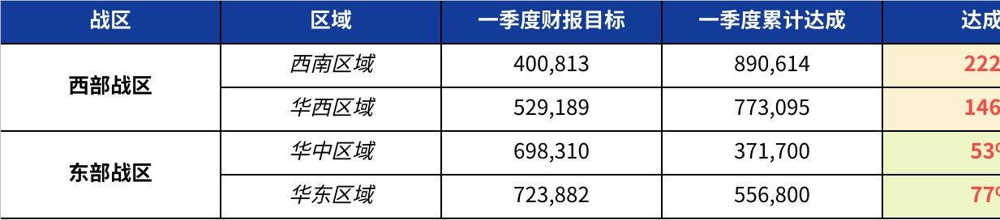 战区 区域 一季度财报目标 一季度累计达成 达成
西部战区 西南区域 400,813 890,614 222
华西区域 529,189 773,095 146
东部战区 华中区域 698,310 371,700 53
华东区域 723,882 556,800 77